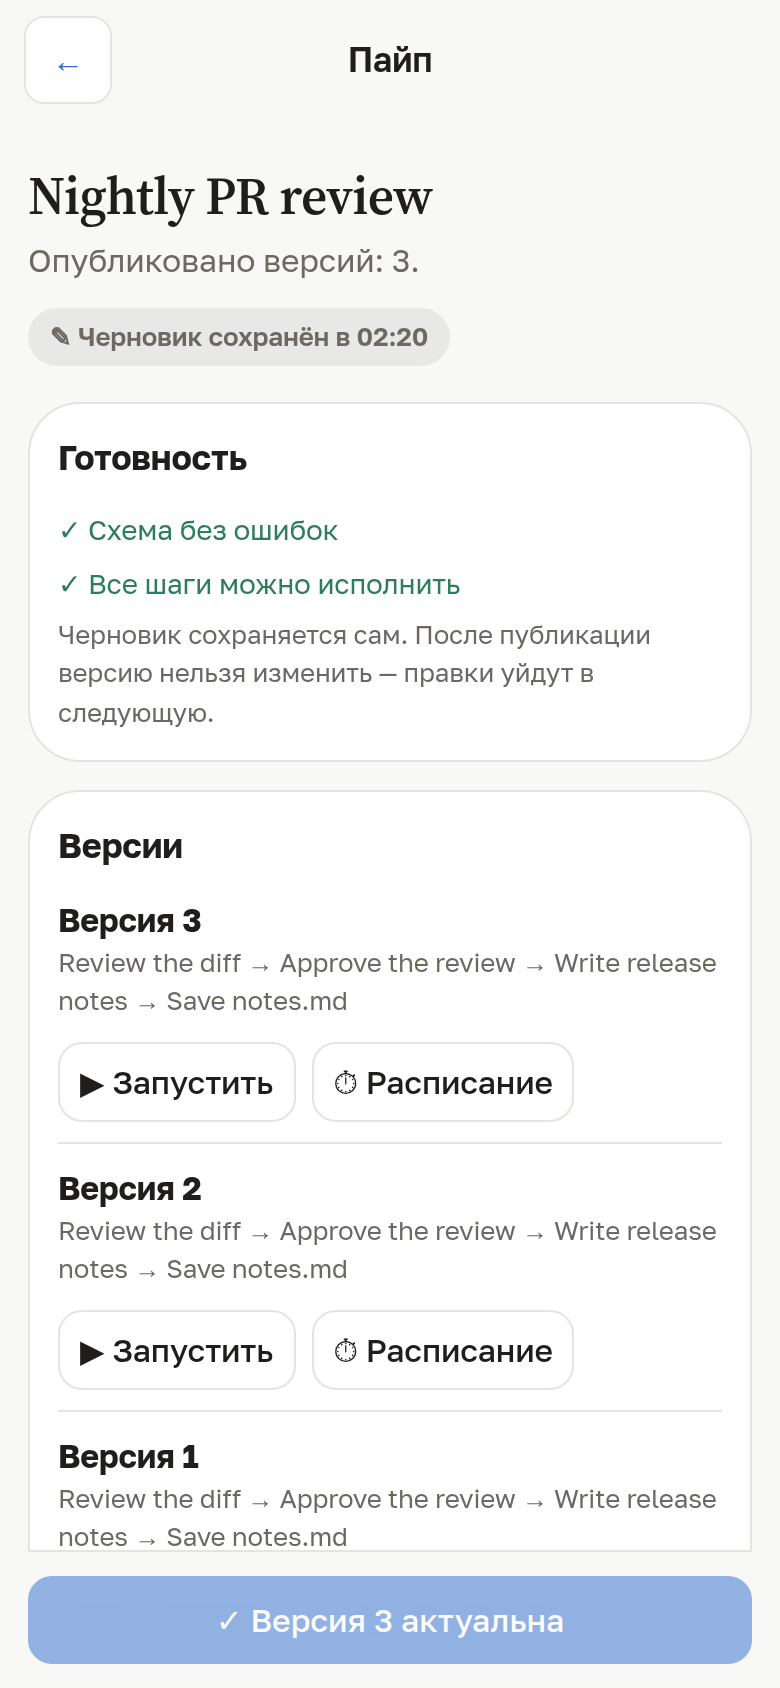 ←
Пайп
Nightly PR review
Опубликовано версий: 3.
✎ Черновик сохранён в 02:20
Готовность
✓ Схема без ошибок
✓ Все шаги можно исполнить
Черновик сохраняется сам. После публикации
версию нельзя изменить — правки уйдут в
следующую.
Версии
Версия 3
Review the diff → Approve the review → Write release
notes → Save notes.md
▶ Запустить
⏱ Расписание
Версия 2
Review the diff → Approve the review → Write release
notes → Save notes.md
▶ Запустить
⏱ Расписание
Версия 1
Review the diff → Approve the review → Write release
notes → Save notes.md
✓ Версия 3 актуальна